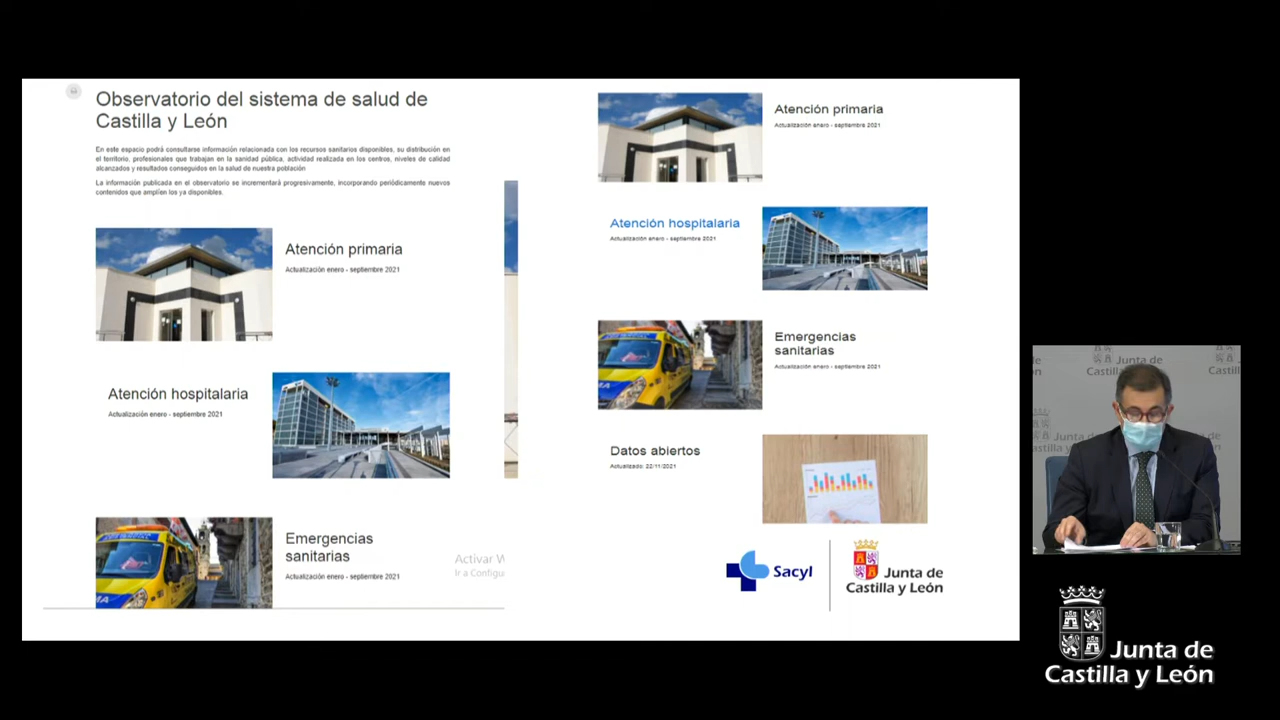 Observatorio del sistema de salud de
Castilla y León
En este espacio podrá consultarse información relacionada con los recursos sanitarios disponibles, su distribución en
el territorio, profesionales que trabajan en la sanidad pública, actividad realizada en los centros, niveles de calidad
alcanzados y resultados conseguidos en la salud de nuestra población
La información publicada en el observatorio se incrementará progresivamente, incorporando periódicamente nuevos
contenidos que amplíen los ya disponibles.
Atención primaria
Actualización enero - septiembre 2021
Atención hospitalaria
Actualización enero - septiembre 2021
Emergencias
sanitarias
Actualización enero - septiembre 2021
Activar W
Ir a Configu
Atención primaria
Actualización enero - septiembre 2021
Atención hospitalaria
Actualización enero - septiembre 2021
Emergencias
sanitarias
Actualización enero - septiembre 2021
Datos abiertos
Actualizado: 22/11/2021
Sacyl
Junta de
Castilla y León
Junta de
Castilla
Junta de
Castilla y León